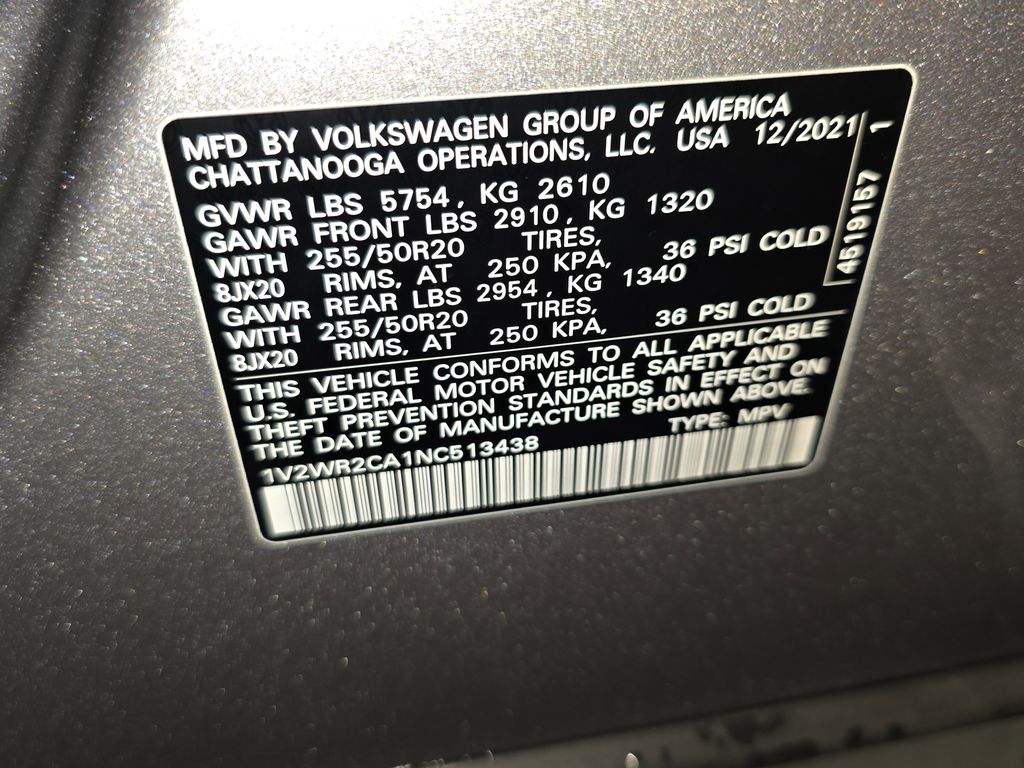 MFD BY VOLKSWAGEN GROUP OF AMERICA
CHATTANOOGA OPERATIONS, LLC. USA 12/2021
GVWR LBS 5754, KG 2610
GAWR FRONT LBS 2910, KG 1320
WITH 255/50R20 TIRES,
8JX20 RIMS, AT 250 KPA, 36 PSI COLD
GAWR REAR LBS 2954, KG 1340
WITH 255/50R20 TIRES,
8JX20 RIMS, AT 250 KPA, 36 PSI COLD
THIS VEHICLE CONFORMS TO ALL APPLICABLE
U.S. FEDERAL MOTOR VEHICLE SAFETY AND
THEFT PREVENTION STANDARDS IN EFFECT ON
THE DATE OF MANUFACTURE SHOWN ABOVE.
1V2WR2CA1NC513438 TYPE: MPV
4519157 1